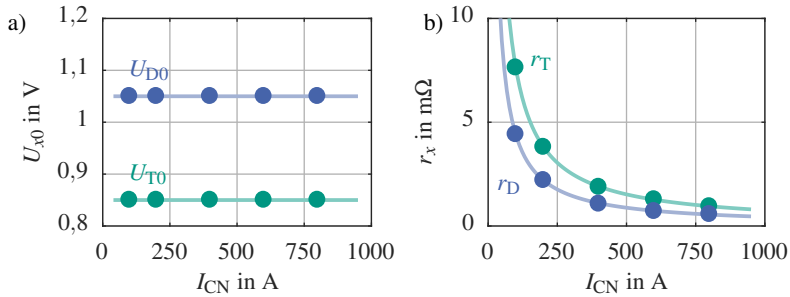 a)
U_x0 in V
1,2
1,1
1
0,9
0,8
U_D0
U_T0
0 250 500 750 1000
I_CN in A
b)
r_x in mΩ
10
5
0
r_T
r_D
0 250 500 750 1000
I_CN in A